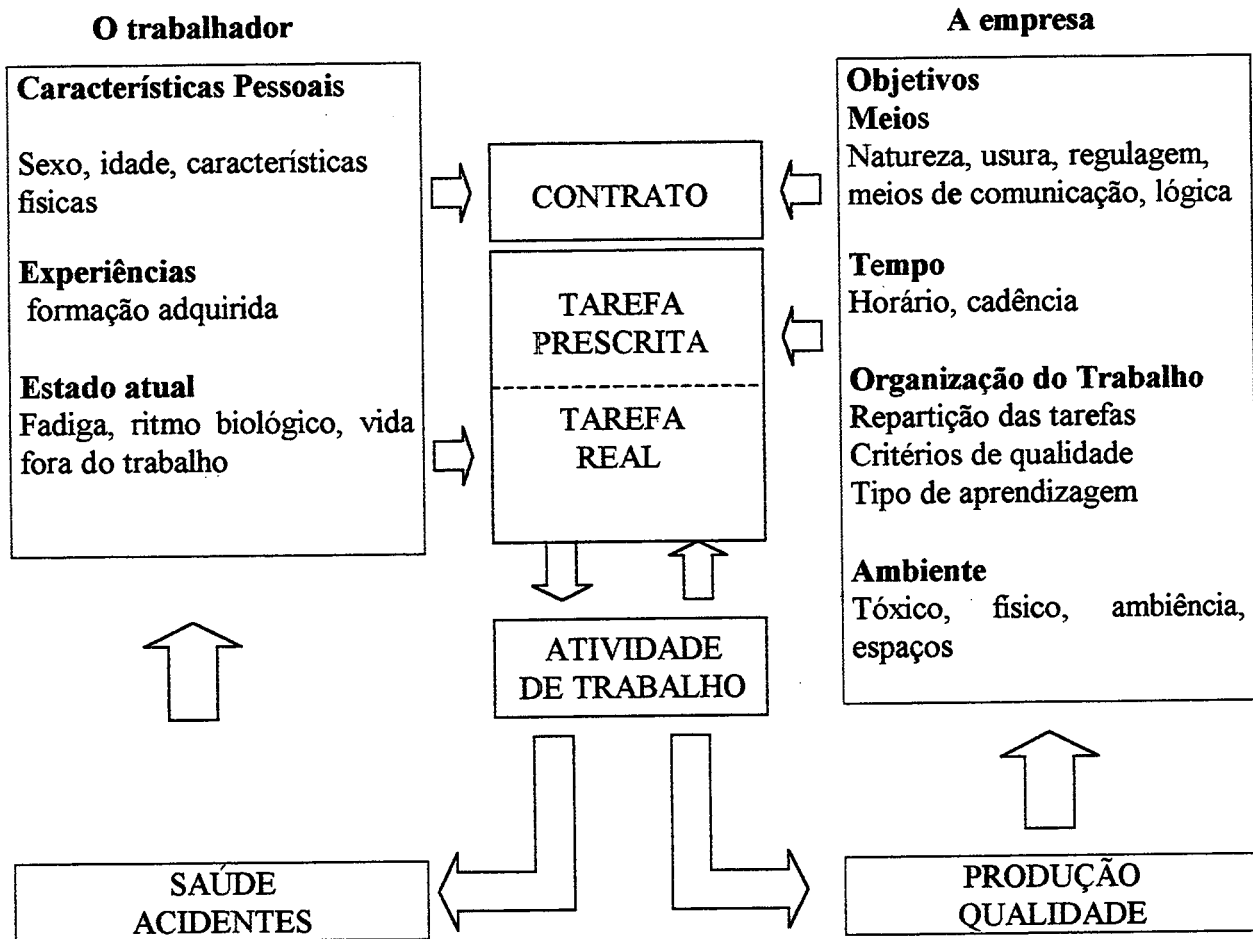 O trabalhador
Características Pessoais
Sexo, idade, características
físicas
Experiências
formação adquirida
Estado atual
Fadiga, ritmo biológico, vida
fora do trabalho
CONTRATO
TAREFA
PRESCRITA
TAREFA
REAL
ATIVIDADE
DE TRABALHO
A empresa
Objetivos
Meios
Natureza, usura, regulagem,
meios de comunicação, lógica
Tempo
Horário, cadência
Organização do Trabalho
Repartição das tarefas
Critérios de qualidade
Tipo de aprendizagem
Ambiente
Tóxico, físico, ambiência,
espaços
SAÚDE
ACIDENTES
PRODUÇÃO
QUALIDADE